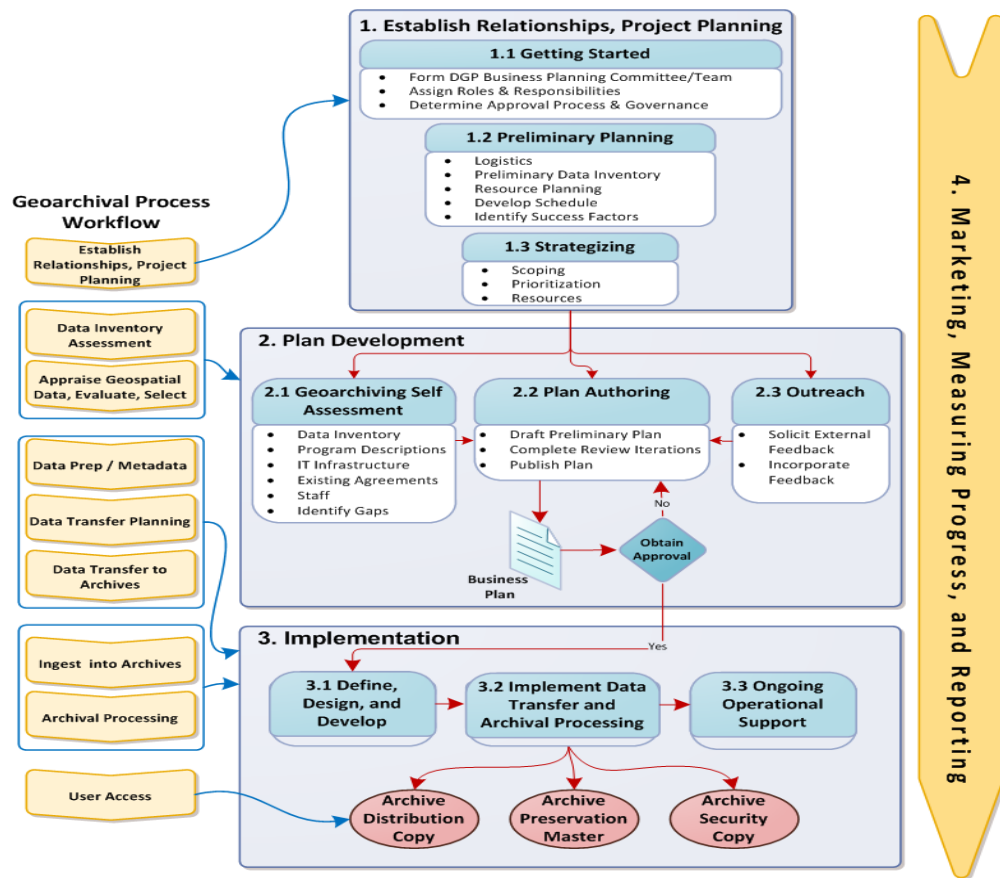 1. Establish Relationships, Project Planning
1.1 Getting Started
• Form DGP Business Planning Committee/Team
• Assign Roles & Responsibilities
• Determine Approval Process & Governance
1.2 Preliminary Planning
• Logistics
• Preliminary Data Inventory
• Resource Planning
• Develop Schedule
• Identify Success Factors
1.3 Strategizing
• Scoping
• Prioritization
• Resources
Geoarchival Process
Workflow
Establish
Relationships, Project
Planning
Data Inventory
Assessment
Appraise Geospatial
Data, Evaluate, Select
Data Prep / Metadata
Data Transfer Planning
Data Transfer to
Archives
Ingest into Archives
Archival Processing
User Access
2. Plan Development
2.1 Geoarchiving Self
Assessment
• Data Inventory
• Program Descriptions
• IT Infrastructure
• Existing Agreements
• Staff
• Identify Gaps
2.2 Plan Authoring
• Draft Preliminary Plan
• Complete Review Iterations
• Publish Plan
2.3 Outreach
• Solicit External
Feedback
• Incorporate
Feedback
Business
Plan
Obtain
Approval
No
Yes
3. Implementation
3.1 Define,
Design, and
Develop
3.2 Implement Data
Transfer and
Archival Processing
3.3 Ongoing
Operational
Support
Archive
Distribution
Copy
Archive
Preservation
Master
Archive
Security
Copy
4. Marketing, Measuring Progress, and Reporting